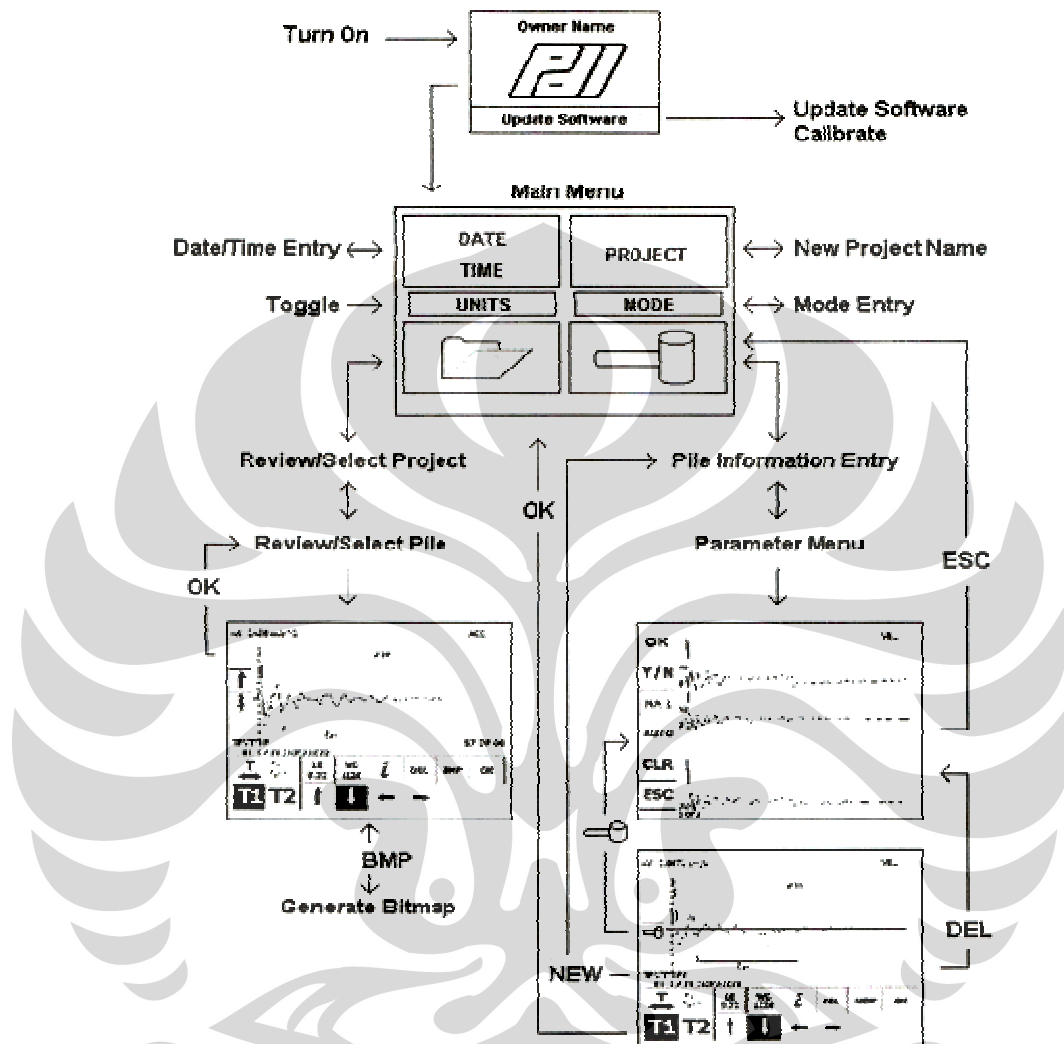 Turn On
Owner Name
Update Software
Update Software
Calibrate
Main Menu
Date/Time Entry
DATE
TIME
PROJECT
New Project Name
Toggle
UNITS
MODE
Mode Entry
Review/Select Project
Pile Information Entry
OK
Review/Select Pile
Parameter Menu
ESC
OK
OK
Y/N
CLR
ESC
T
T1 T2
BMP
Generate Bitmap
DEL
NEW
T
T1 T2